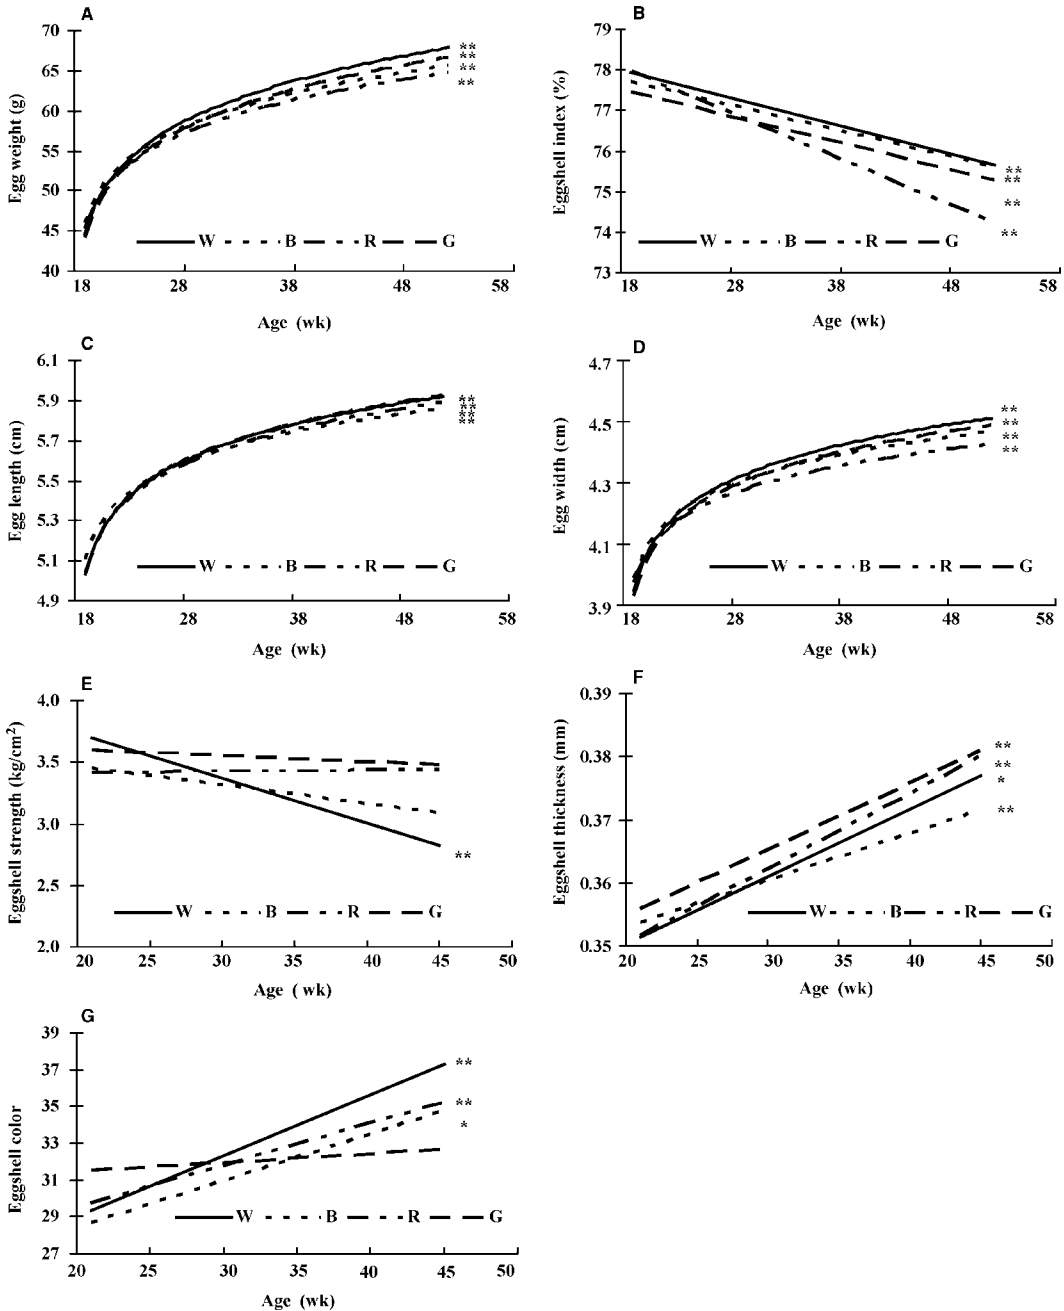 A
Egg weight (g)
70
65
60
55
50
45
40
**
**
**
**
W B R G
18 28 38 48 58
Age (wk)
B
Eggshell index (%)
79
78
77
76
75
74
73
**
**
**
**
W B R G
18 28 38 48 58
Age (wk)
C
Egg length (cm)
6.1
5.9
5.7
5.5
5.3
5.1
4.9
**
**
**
**
W B R G
18 28 38 48 58
Age (wk)
D
Egg width (cm)
4.7
4.5
4.3
4.1
3.9
**
**
**
**
W B R G
18 28 38 48 58
Age (wk)
E
Eggshell strength (kg/cm²)
4.0
3.5
3.0
2.5
2.0
**
W B R G
20 25 30 35 40 45 50
Age ( wk)
F
Eggshell thickness (mm)
0.39
0.38
0.37
0.36
0.35
**
**
*
**
W B R G
20 25 30 35 40 45 50
Age (wk)
G
Eggshell color
39
37
35
33
31
29
27
**
**
*
W B R G
20 25 30 35 40 45 50
Age (wk)